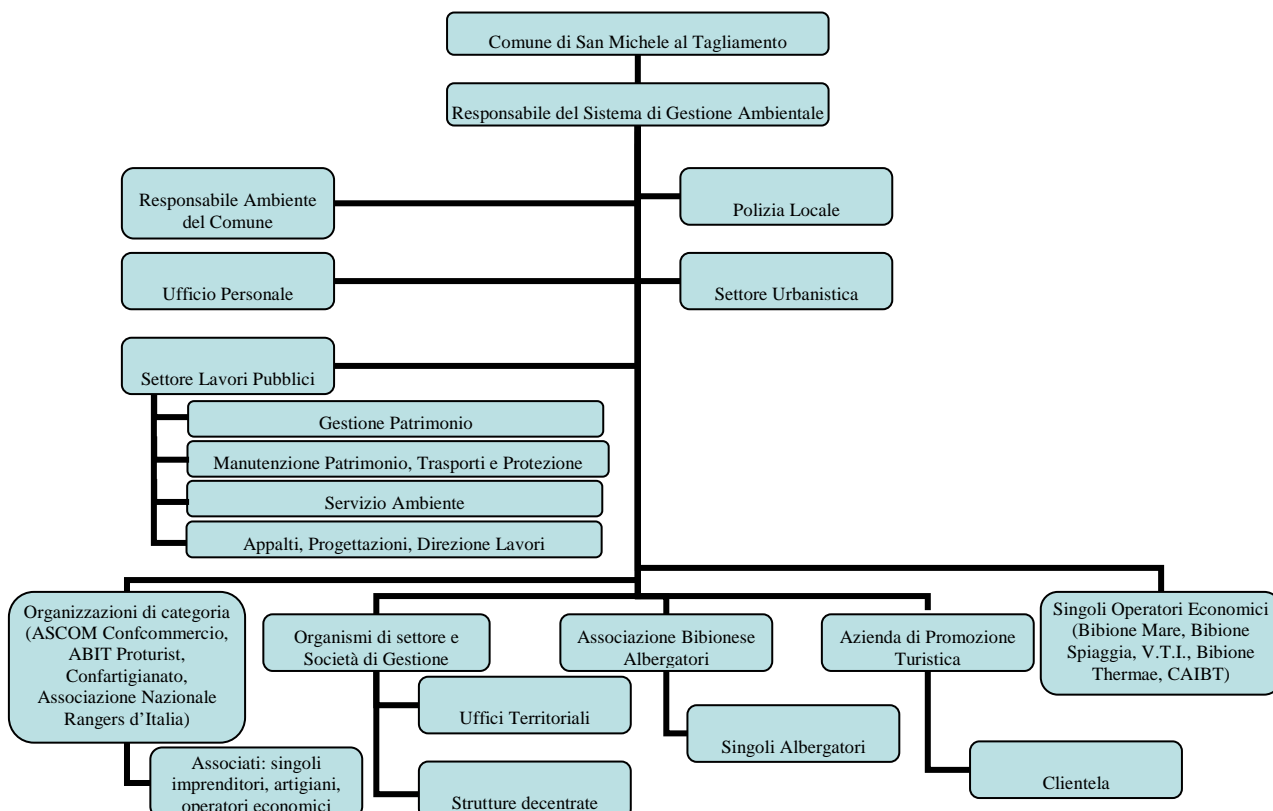 Comune di San Michele al Tagliamento
Responsabile del Sistema di Gestione Ambientale
Responsabile Ambiente
del Comune
Polizia Locale
Ufficio Personale
Settore Urbanistica
Settore Lavori Pubblici
Gestione Patrimonio
Manutenzione Patrimonio, Trasporti e Protezione
Servizio Ambiente
Appalti, Progettazioni, Direzione Lavori
Organizzazioni di categoria
(ASCOM Confcommercio,
ABIT Proturist,
Confartigianato,
Associazione Nazionale
Rangers d’Italia)
Organismi di settore e
Società di Gestione
Associazione Bibionese
Albergatori
Azienda di Promozione
Turistica
Singoli Operatori Economici
(Bibione Mare, Bibione
Spiaggia, V.T.I., Bibione
Thermae, CAIBT)
Uffici Territoriali
Singoli Albergatori
Associati: singoli
imprenditori, artigiani,
operatori economici
Strutture decentrate
Clientela